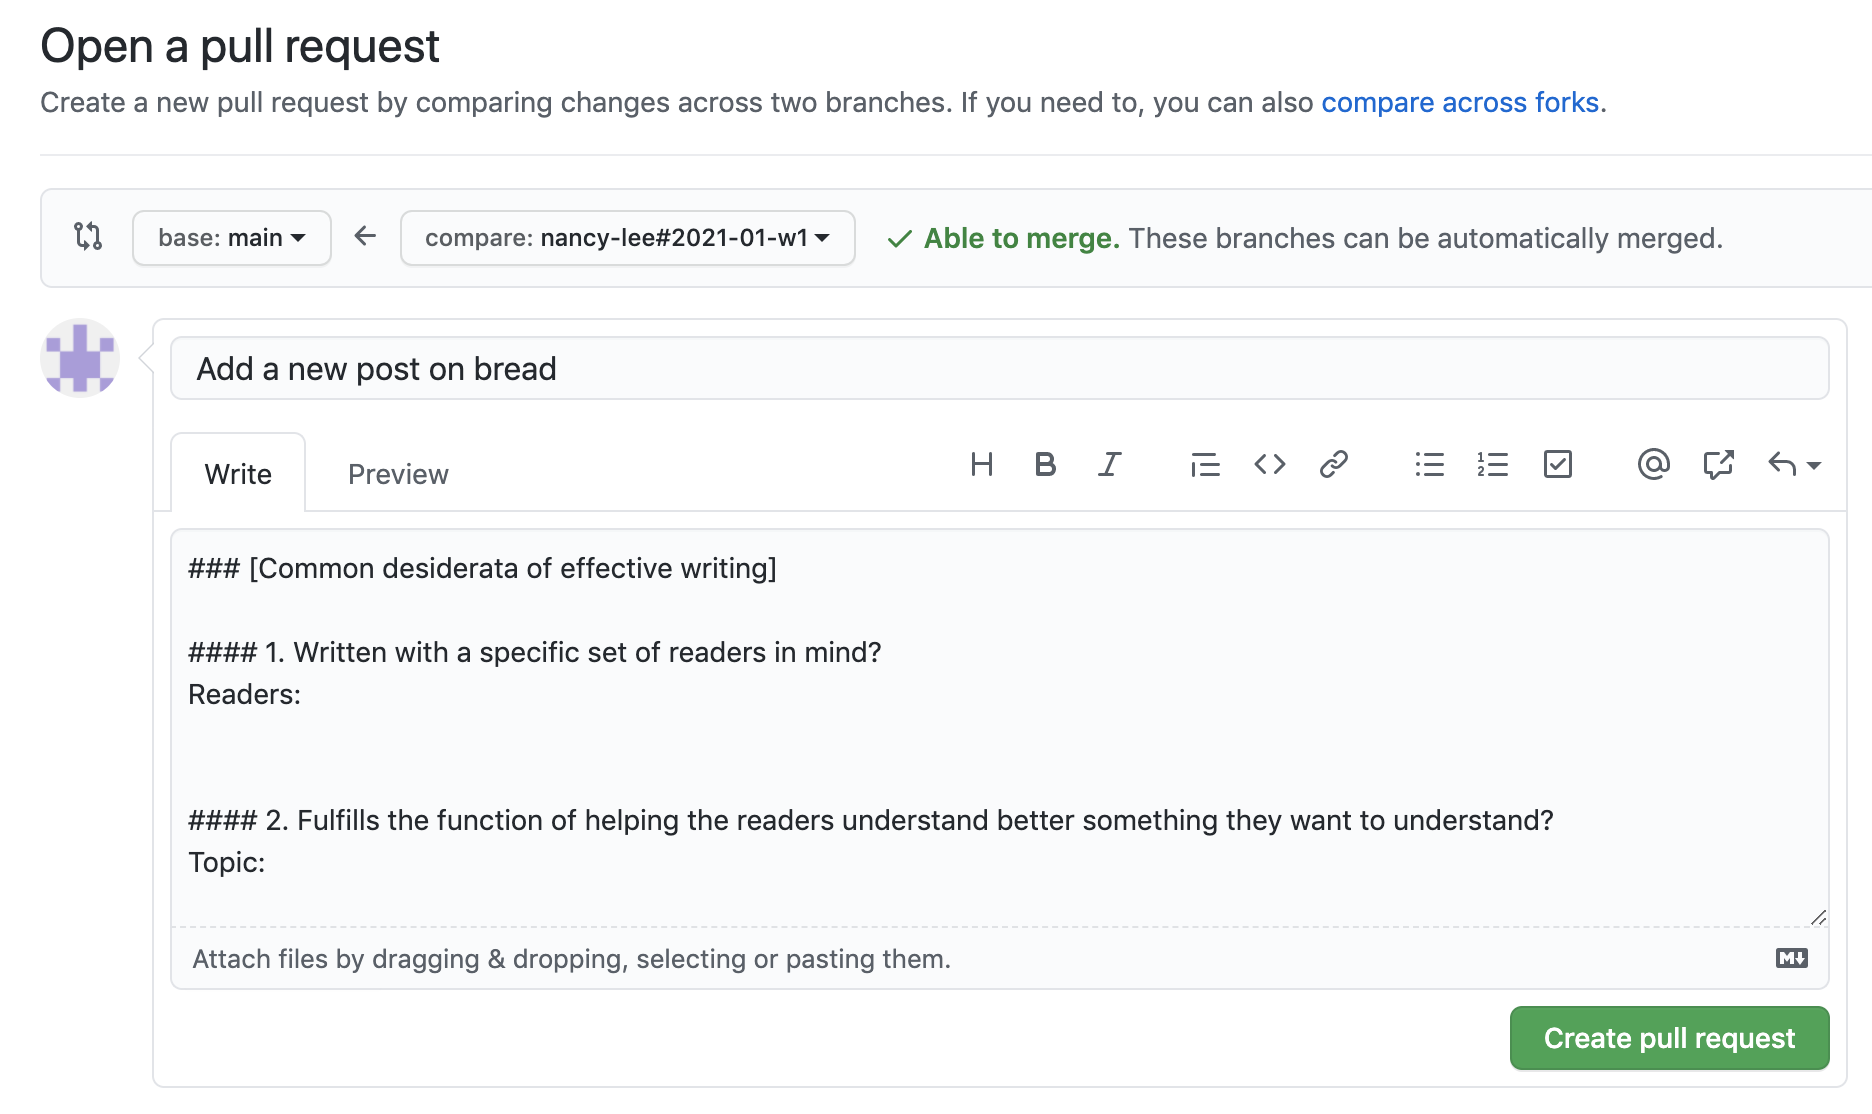 Open a pull request
Create a new pull request by comparing changes across two branches. If you need to, you can also compare across forks.
base: main
compare: nancy-lee#2021-01-w1
Able to merge. These branches can be automatically merged.
Add a new post on bread
Write
Preview
### [Common desiderata of effective writing]
#### 1. Written with a specific set of readers in mind?
Readers:
#### 2. Fulfills the function of helping the readers understand better something they want to understand?
Topic:
Attach files by dragging & dropping, selecting or pasting them.
Create pull request